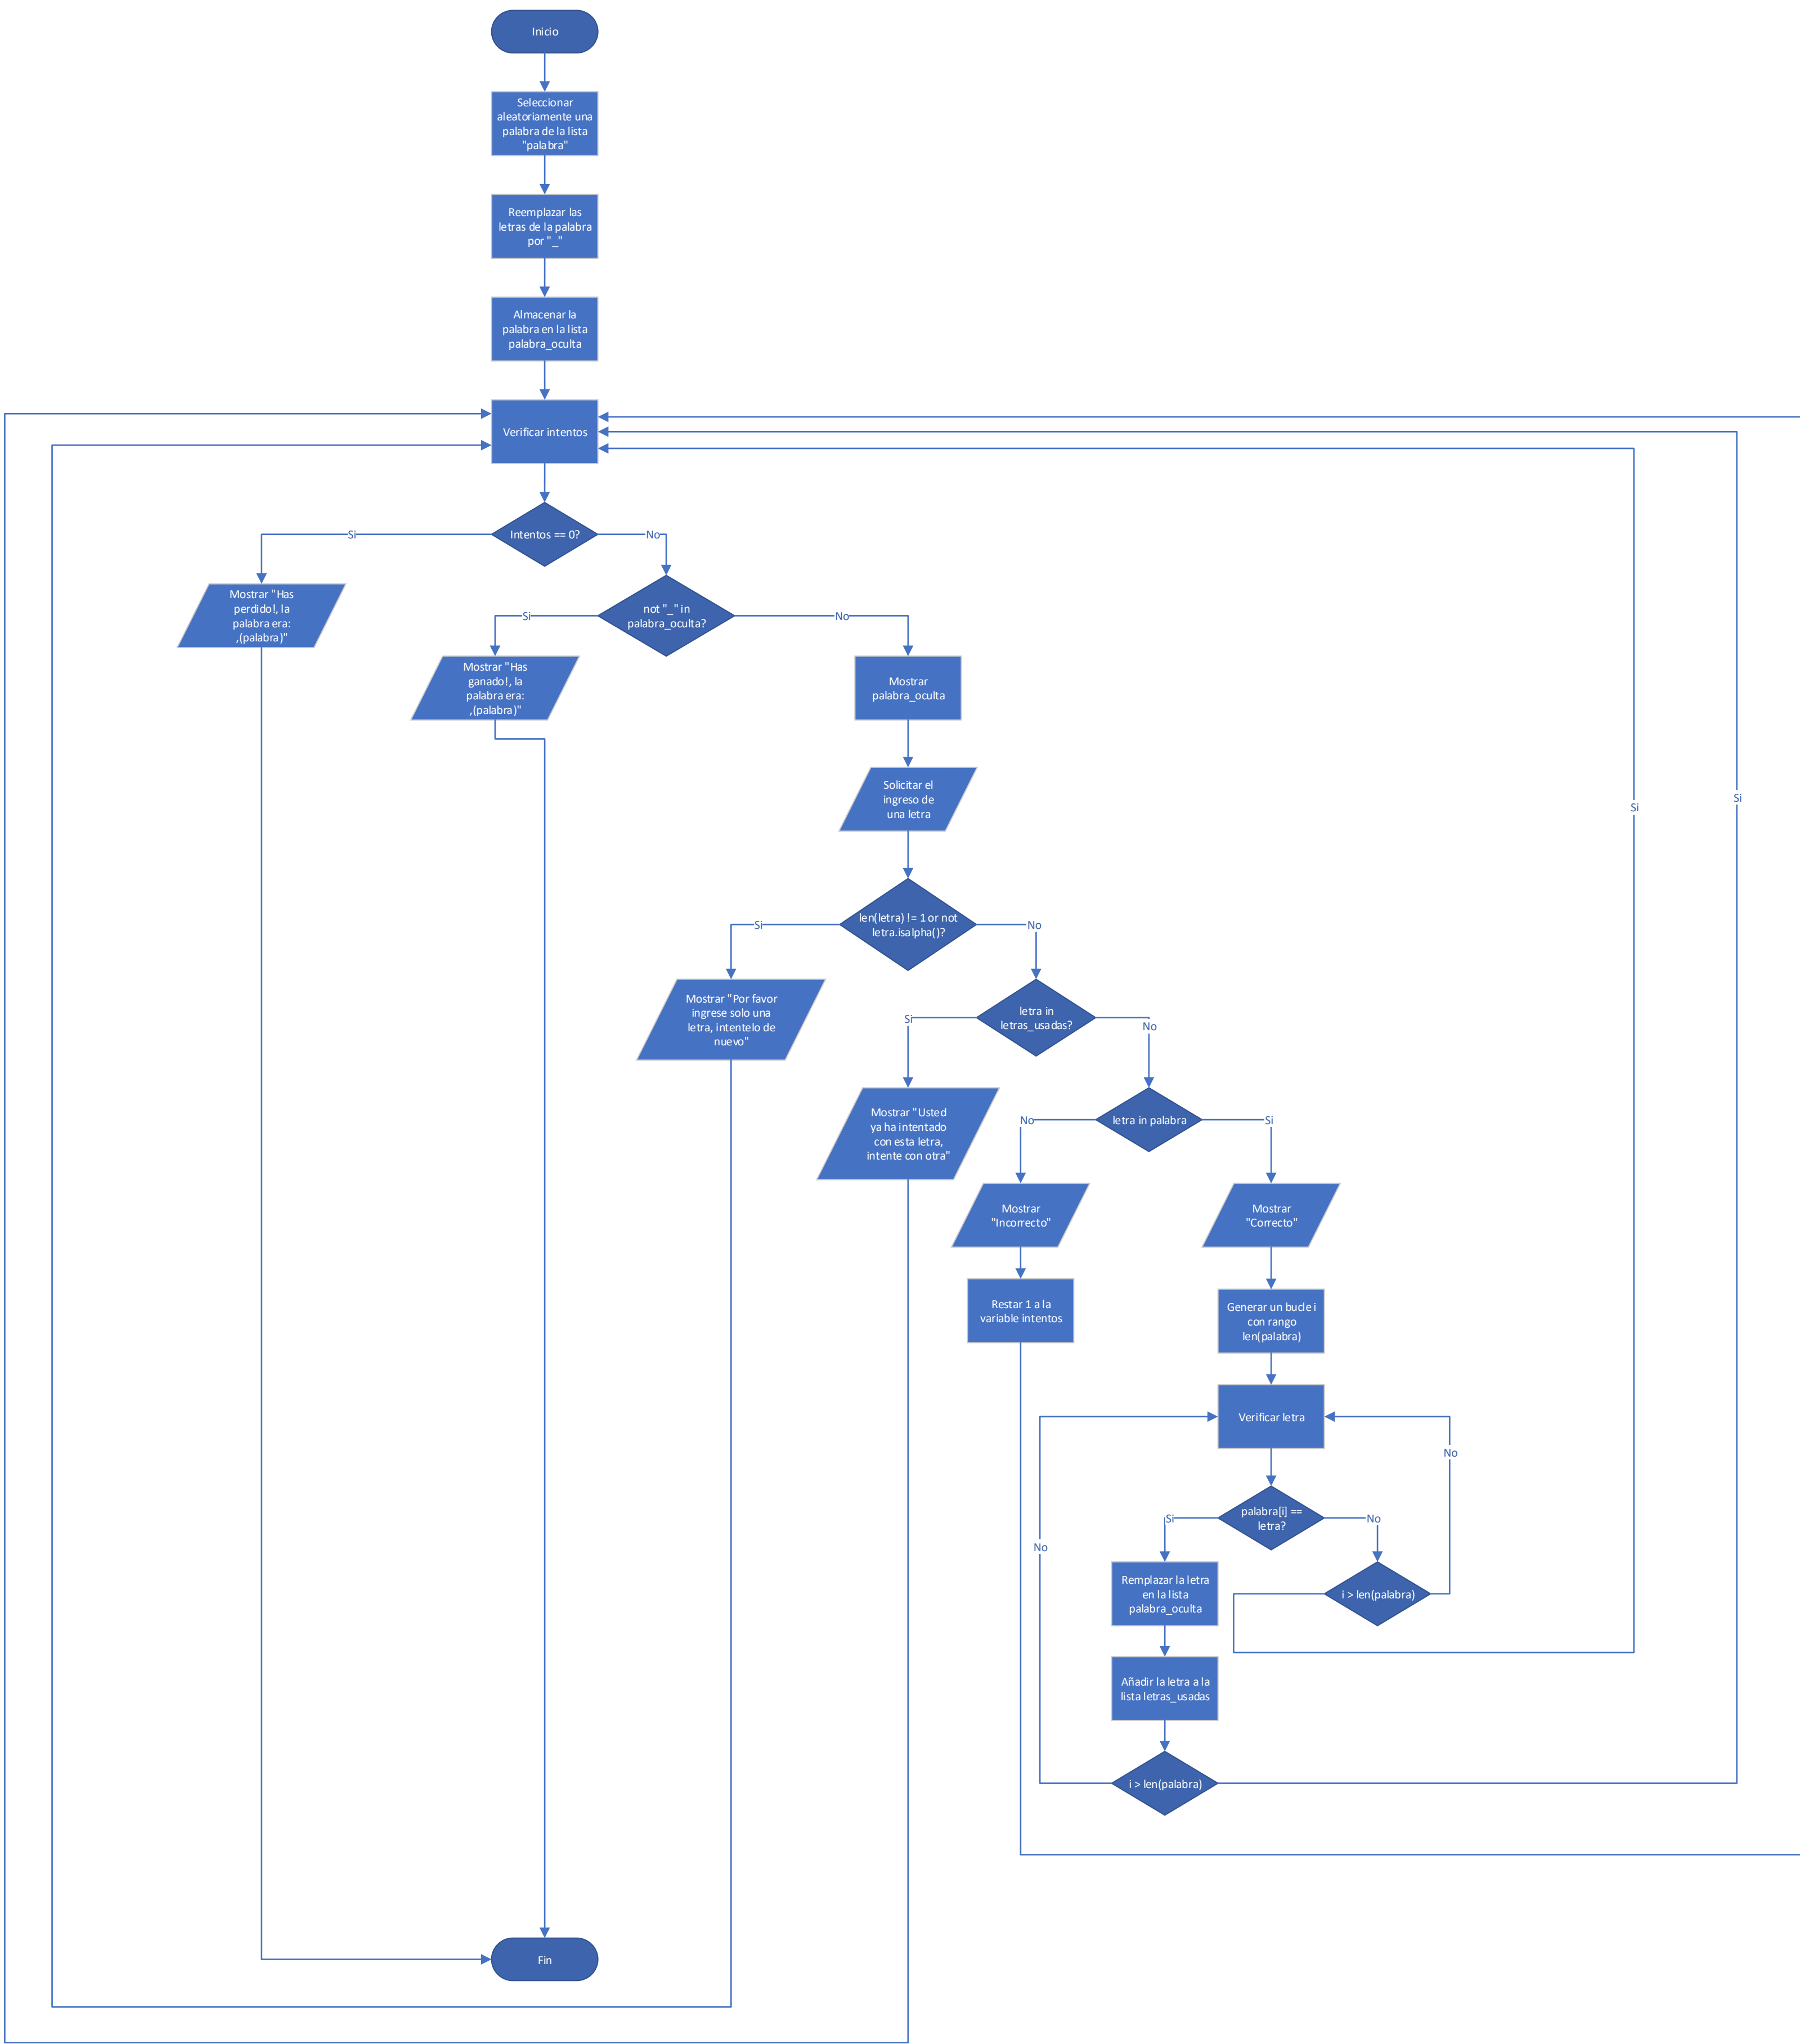 Inicio
Seleccionar
aleatoriamente una
palabra de la lista
"palabra"
Reemplazar las
letras de la palabra
por "_"
Almacenar la
palabra en la lista
palabra_oculta
Verificar intentos
Intentos == 0?
Si
No
Mostrar "Has
perdido!, la
palabra era:
,(palabra)"
not "_" in
palabra_oculta?
Si
No
Mostrar "Has
ganado!, la
palabra era:
,(palabra)"
Mostrar
palabra_oculta
Solicitar el
ingreso de
una letra
Si
Si
len(letra) != 1 or not
letra.isalpha()?
Si
No
Mostrar "Por favor
ingrese solo una
letra, intentelo de
nuevo"
letra in
letras_usadas?
Si
No
Mostrar "Usted
ya ha intentado
con esta letra,
intente con otra"
letra in palabra
No
Si
Mostrar
"Incorrecto"
Mostrar
"Correcto"
Restar 1 a la
variable intentos
Generar un bucle i
con rango
len(palabra)
Verificar letra
No
palabra[i] ==
letra?
Si
No
No
Remplazar la letra
en la lista
palabra_oculta
i > len(palabra)
Añadir la letra a la
lista letras_usadas
i > len(palabra)
Fin